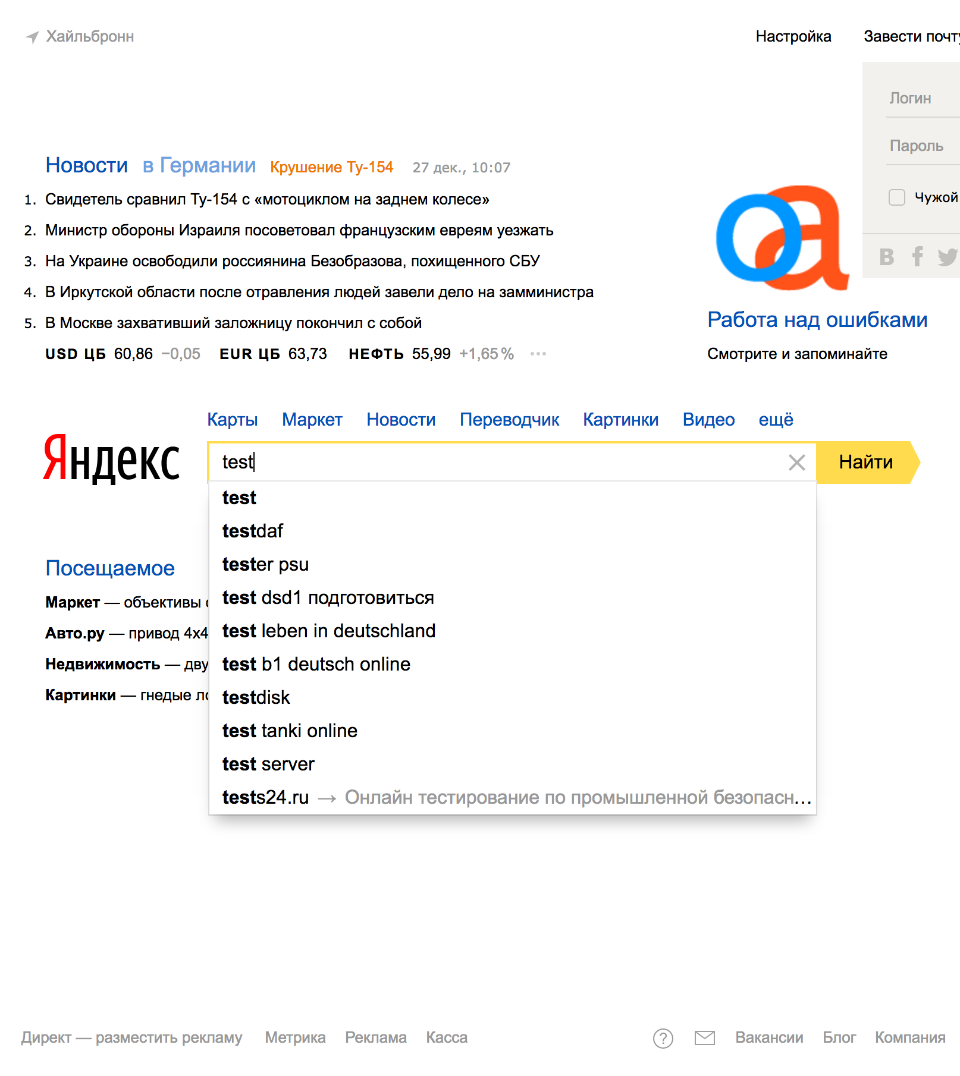 Хайльбронн
Настройка
Завести почту
Логин
Пароль
Чужой
Новости в Германии Крушение Ту-154 27 дек., 10:07
1. Свидетель сравнил Ту-154 с «мотоциклом на заднем колесе»
2. Министр обороны Израиля посоветовал французским евреям уезжать
3. На Украине освободили россиянина Безобразова, похищенного СБУ
4. В Иркутской области после отравления людей завели дело на замминистра
5. В Москве захвативший заложницу покончил с собой
USD ЦБ 60,86 −0,05 EUR ЦБ 63,73 НЕФТЬ 55,99 +1,65% ···
оа
Работа над ошибками
Смотрите и запоминайте
Карты Маркет Новости Переводчик Картинки Видео ещё
Яндекс
test
Найти
test
testdaf
tester psu
test dsd1 подготовиться
test leben in deutschland
test b1 deutsch online
testdisk
test tanki online
test server
tests24.ru → Онлайн тестирование по промышленной безопасн...
Посещаемое
Маркет — объективы
Авто.ру — привод 4x4
Недвижимость — дву
Картинки — гнедые
Директ — разместить рекламу Метрика Реклама Касса
? Вакансии Блог Компания